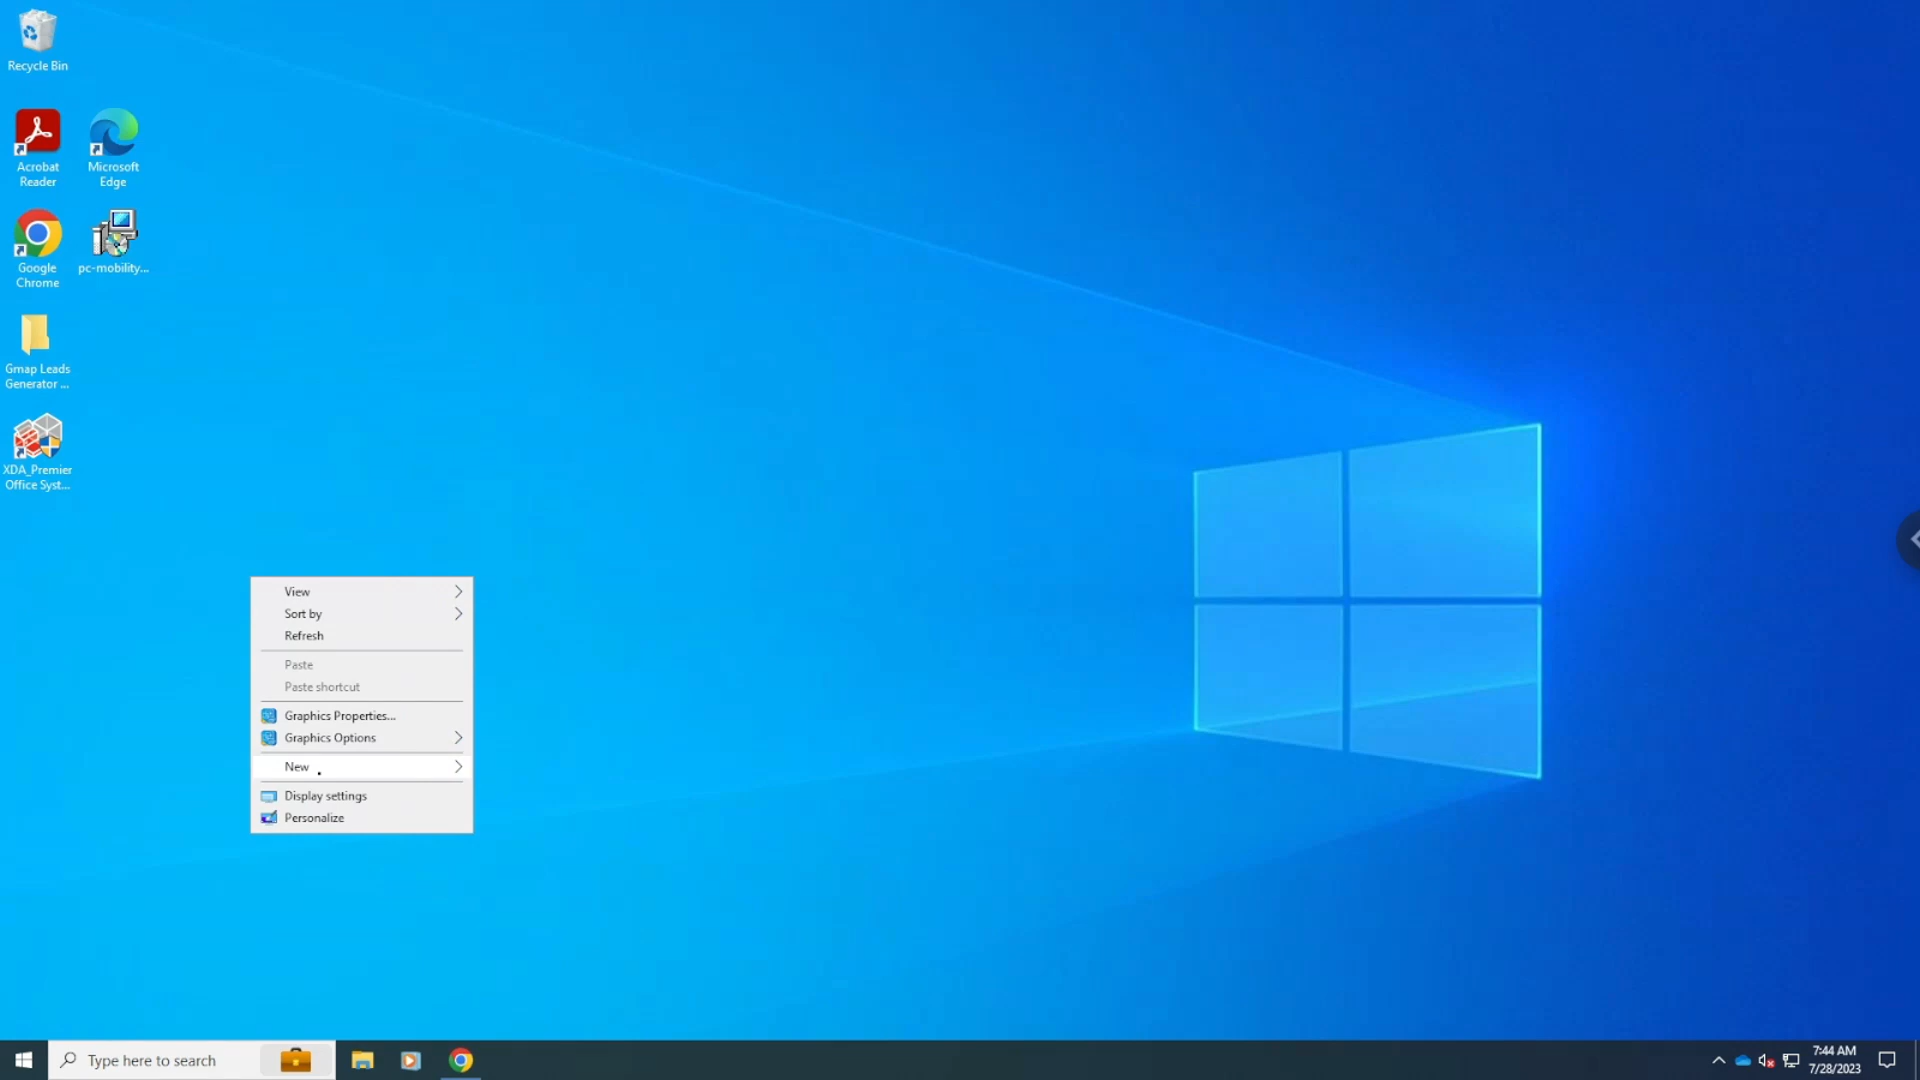 Recycle Bin
Acrobat
Reader
Microsoft
Edge
Google
Chrome
pc-mobility...
Gmap Leads
Generator ...
XDA_Premier
Office Syst...
View
Sort by
Refresh
Paste
Paste shortcut
Graphics Properties...
Graphics Options
New
Display settings
Personalize
Type here to search
7:44 AM
7/28/2023